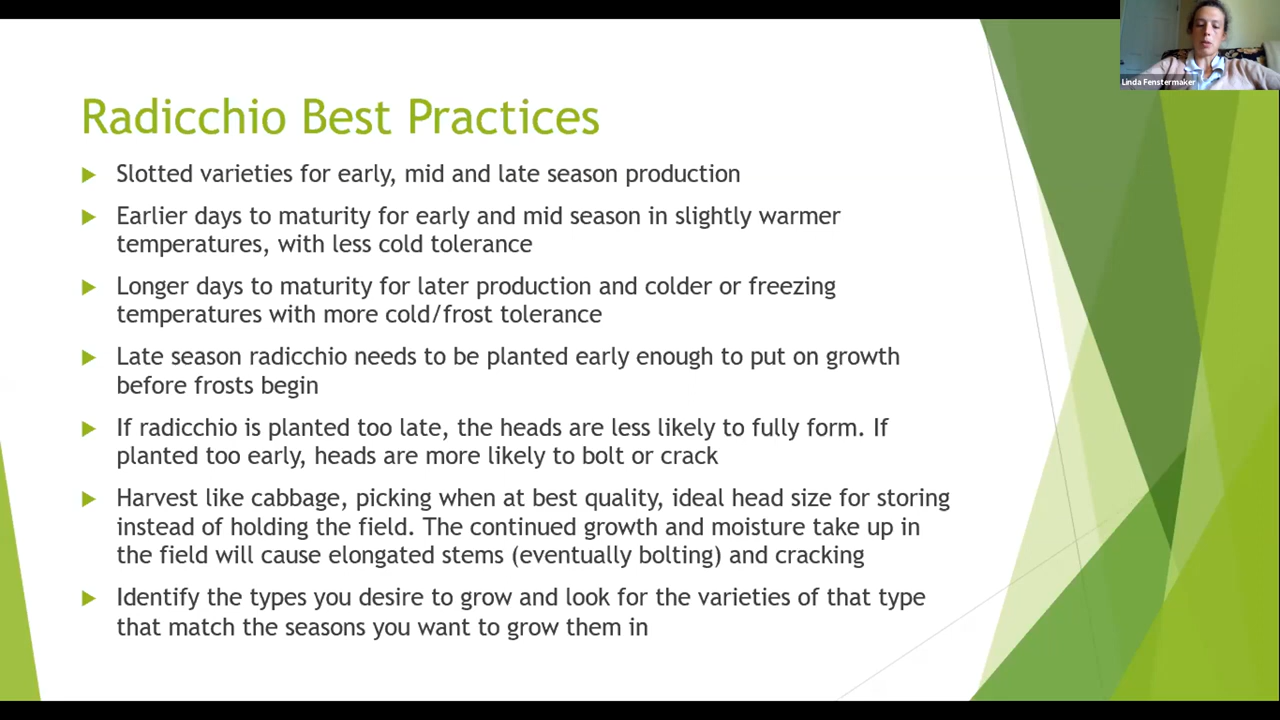 Linda Fenstermaker
Radicchio Best Practices
Slotted varieties for early, mid and late season production
Earlier days to maturity for early and mid season in slightly warmer
temperatures, with less cold tolerance
Longer days to maturity for later production and colder or freezing
temperatures with more cold/frost tolerance
Late season radicchio needs to be planted early enough to put on growth
before frosts begin
If radicchio is planted too late, the heads are less likely to fully form. If
planted too early, heads are more likely to bolt or crack
Harvest like cabbage, picking when at best quality, ideal head size for storing
instead of holding the field. The continued growth and moisture take up in
the field will cause elongated stems (eventually bolting) and cracking
Identify the types you desire to grow and look for the varieties of that type
that match the seasons you want to grow them in